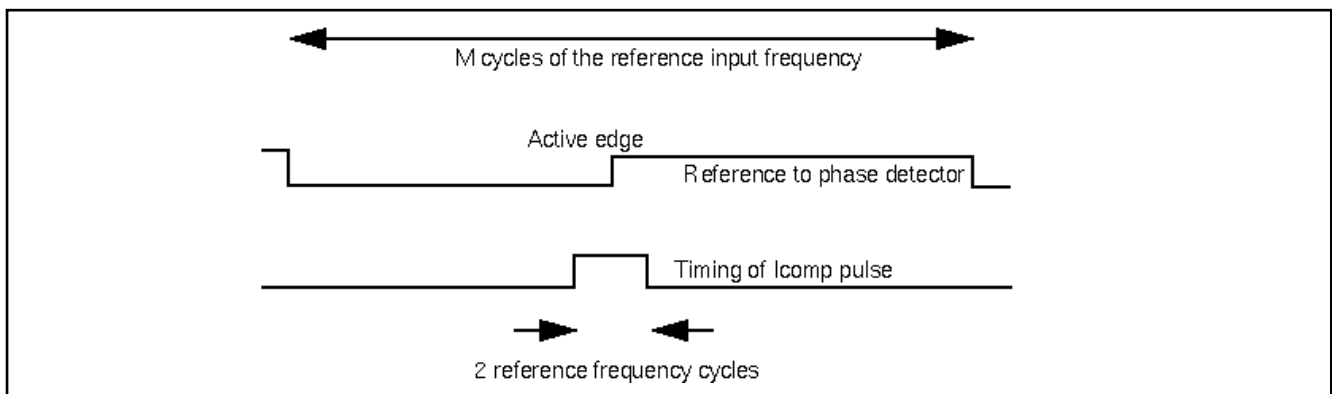 M cycles of the reference input frequency
Active edge
Reference to phase detector
Timing of Icomp pulse
2 reference frequency cycles